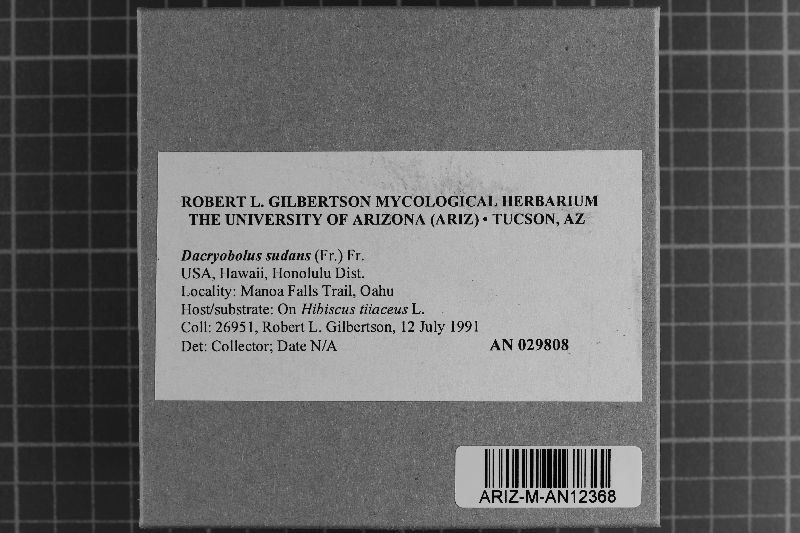 ROBERT L. GILBERTSON MYCOLOGICAL HERBARIUM
THE UNIVERSITY OF ARIZONA (ARIZ) • TUCSON, AZ
Dacryobolus sudans (Fr.) Fr.
USA, Hawaii, Honolulu Dist.
Locality: Manoa Falls Trail, Oahu
Host/substrate: On Hibiscus tiiaceus L.
Coll: 26951, Robert L. Gilbertson, 12 July 1991
Det: Collector; Date N/A AN 029808
ARIZ-M-AN12368